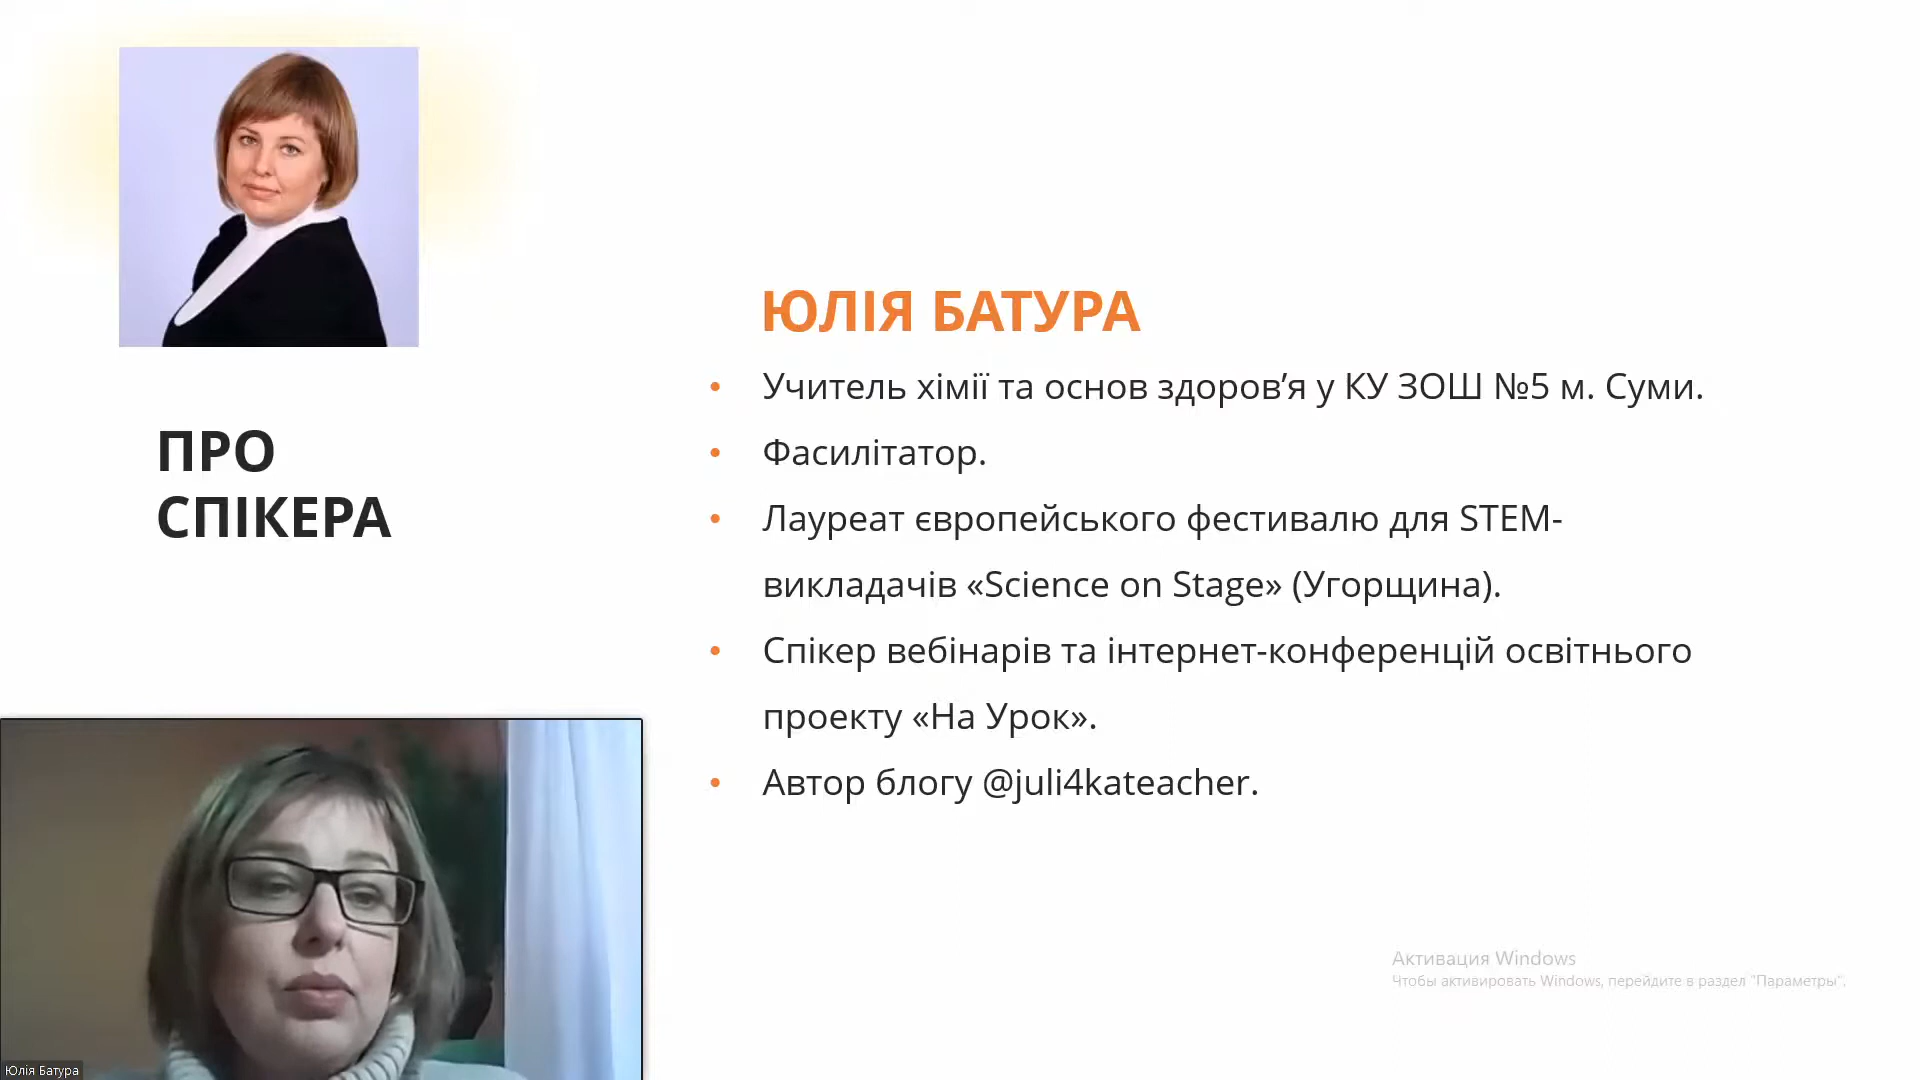 ПРО
СПІКЕРА
ЮЛІЯ БАТУРА
• Учитель хімії та основ здоров’я у КУ ЗОШ №5 м. Суми.
• Фасилітатор.
• Лауреат європейського фестивалю для STEM-
викладачів «Science on Stage» (Угорщина).
• Спікер вебінарів та інтернет-конференцій освітнього
проекту «На Урок».
• Автор блогу @juli4kateacher.
Активация Windows
Чтобы активировать Windows, перейдите в раздел "Параметры".
Юлія Батура